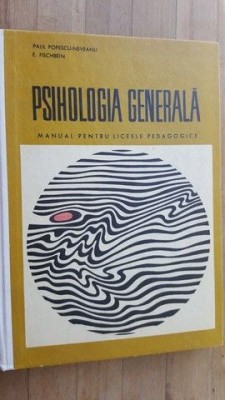 PAUL POPESCU-NEVEANU
E. FISCHBEIN
PSIHOLOGIA GENERALĂ
MANUAL PENTRU LICEELE PEDAGOGICE